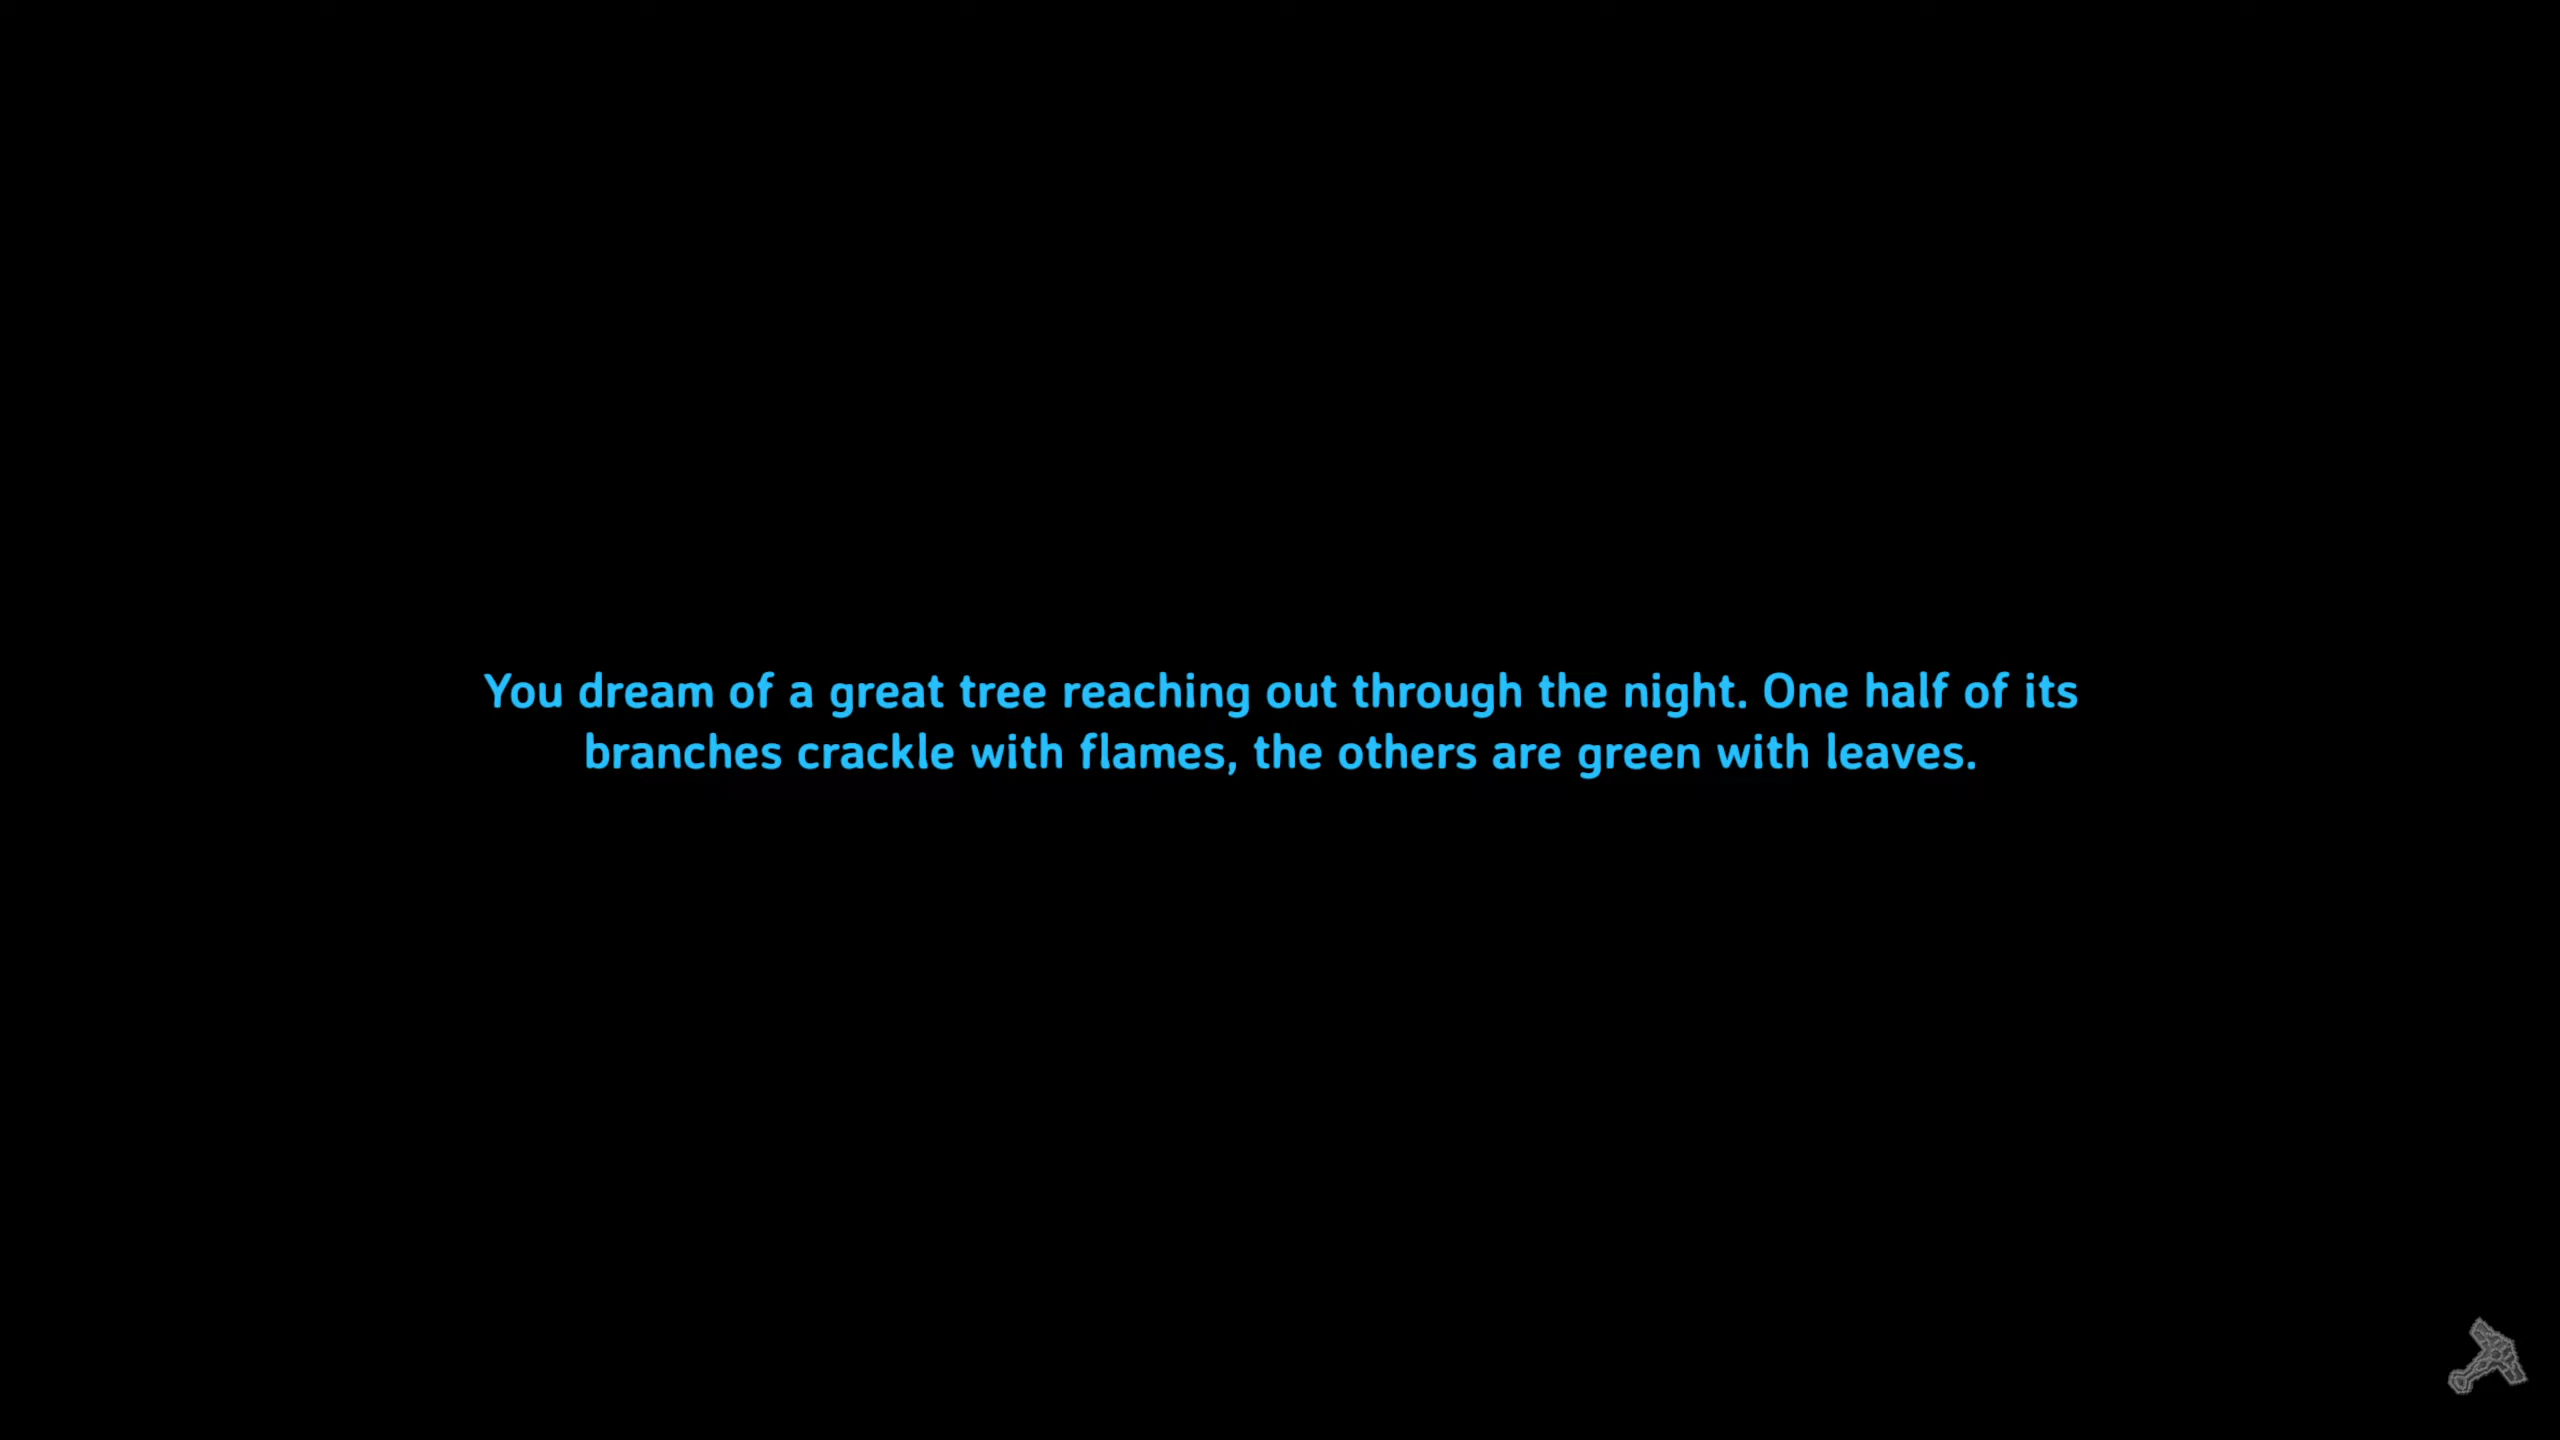 You dream of a great tree reaching out through the night. One half of its
branches crackle with flames, the others are green with leaves.